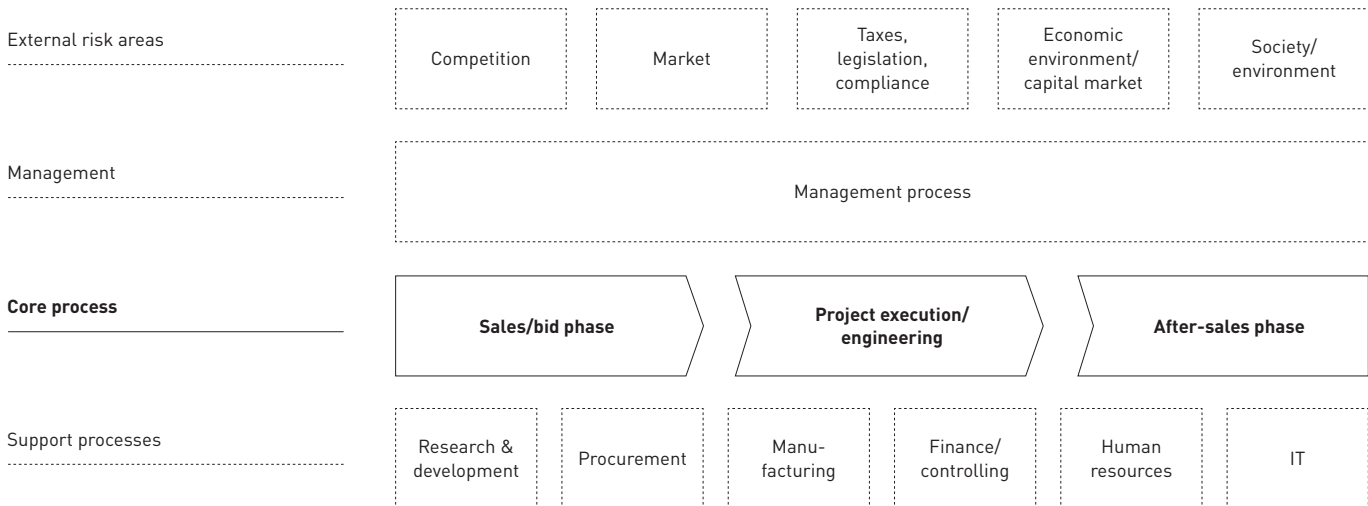 External risk areas
Competition
Market
Taxes,
legislation,
compliance
Economic
environment/
capital market
Society/
environment
Management
Management process
Core process
Sales/bid phase
Project execution/
engineering
After-sales phase
Support processes
Research &
development
Procurement
Manu-
facturing
Finance/
controlling
Human
resources
IT